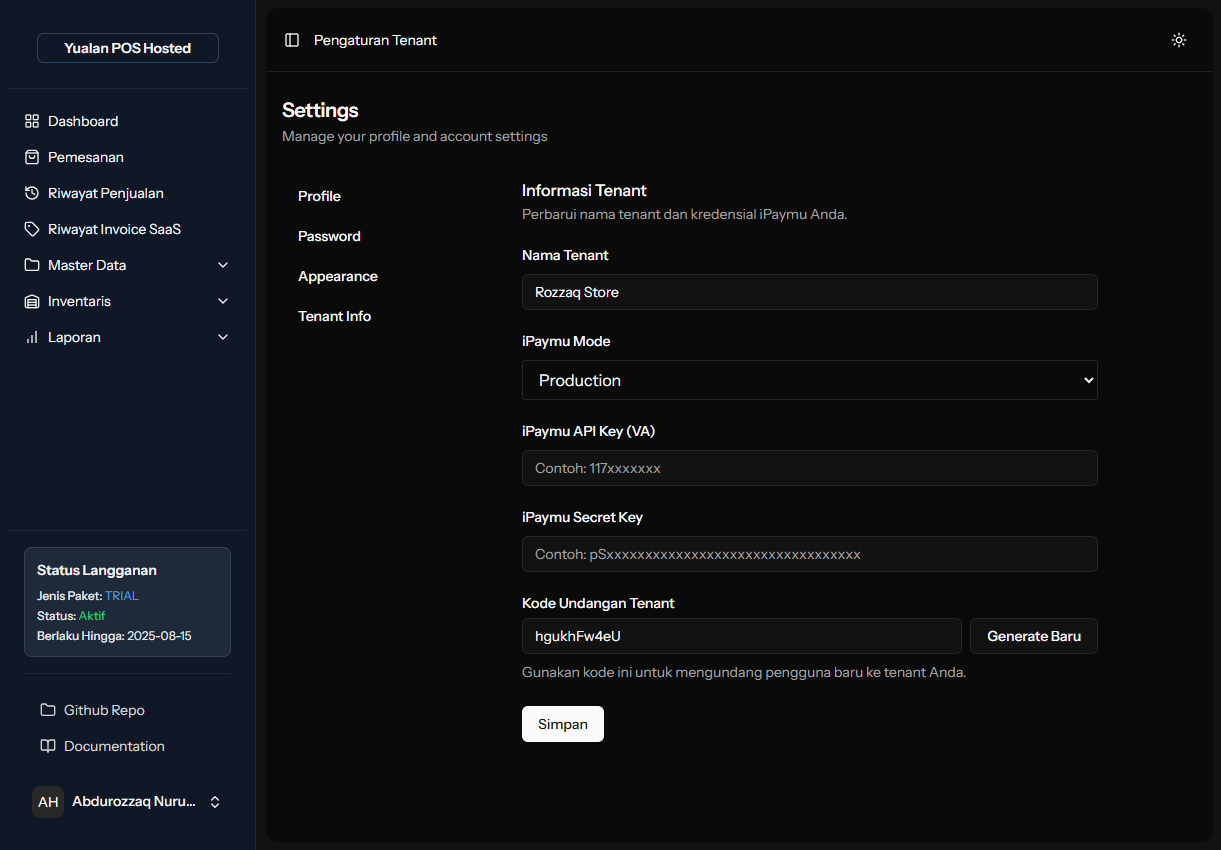 Yualan POS Hosted
Dashboard
Pemesanan
Riwayat Penjualan
Riwayat Invoice SaaS
Master Data
Inventaris
Laporan
Status Langganan
Jenis Paket: TRIAL
Status: Aktif
Berlaku Hingga: 2025-08-15
Github Repo
Documentation
AH
Abdurozzaq Nuru...
Pengaturan Tenant
Settings
Manage your profile and account settings
Profile
Password
Appearance
Tenant Info
Informasi Tenant
Perbarui nama tenant dan kredensial iPaymu Anda.
Nama Tenant
Rozzaq Store
iPaymu Mode
Production
iPaymu API Key (VA)
Contoh: 117xxxxxxx
iPaymu Secret Key
Contoh: pSxxxxxxxxxxxxxxxxxxxxxxxxxxxxxxxxx
Kode Undangan Tenant
hgukhFw4eU
Generate Baru
Gunakan kode ini untuk mengundang pengguna baru ke tenant Anda.
Simpan